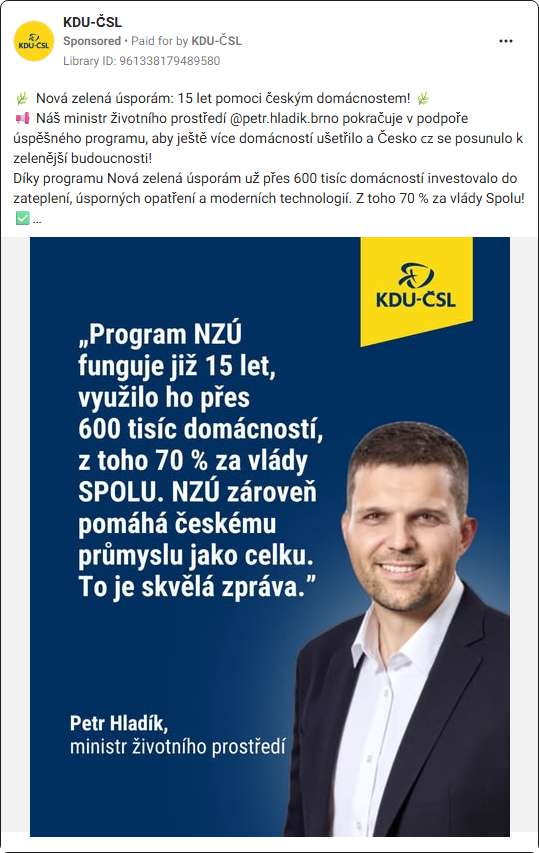 KDU-ČSL
Sponsored • Paid for by KDU-ČSL
Library ID: 961338179489580
KDU-ČSL
🌿 Nová zelená úsporám: 15 let pomoci českým domácnostem! 🌿
📢 Náš ministr životního prostředí @petr.hladik.brno pokračuje v podpoře
úspěšného programu, aby ještě více domácností ušetřilo a Česko cz se posunulo k
zelenější budoucnosti!
Díky programu Nová zelená úsporám už přes 600 tisíc domácností investovalo do
zateplení, úsporných opatření a moderních technologií. Z toho 70 % za vlády Spolu!
✅ ...
KDU-ČSL
„Program NZÚ
funguje již 15 let,
využilo ho přes
600 tisíc domácností,
z toho 70 % za vlády
SPOLU. NZÚ zároveň
pomáhá českému
průmyslu jako celku.
To je skvělá zpráva.”
Petr Hladík,
ministr životního prostředí